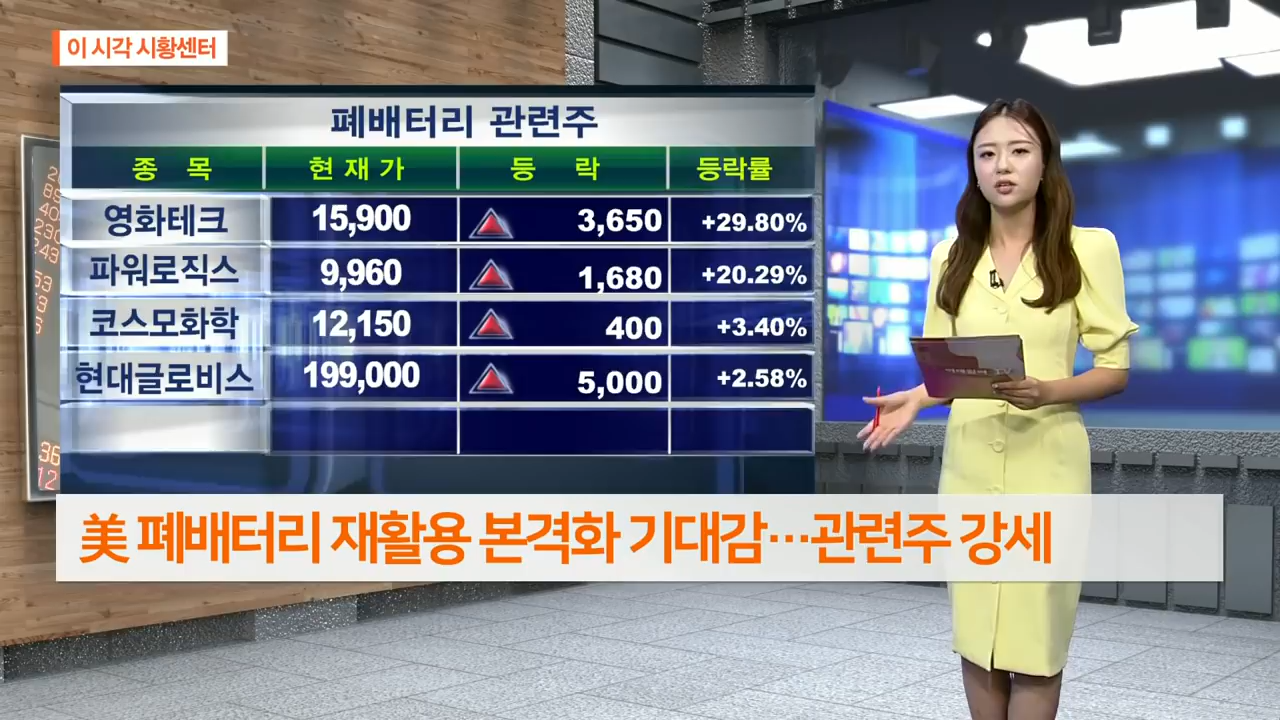 이 시각 시황센터
폐배터리 관련주
종 목 현 재 가 등 락 등락률
영화테크 15,900 ▲ 3,650 +29.80%
파워로직스 9,960 ▲ 1,680 +20.29%
코스모화학 12,150 ▲ 400 +3.40%
현대글로비스 199,000 ▲ 5,000 +2.58%
美 폐배터리 재활용 본격화 기대감…관련주 강세